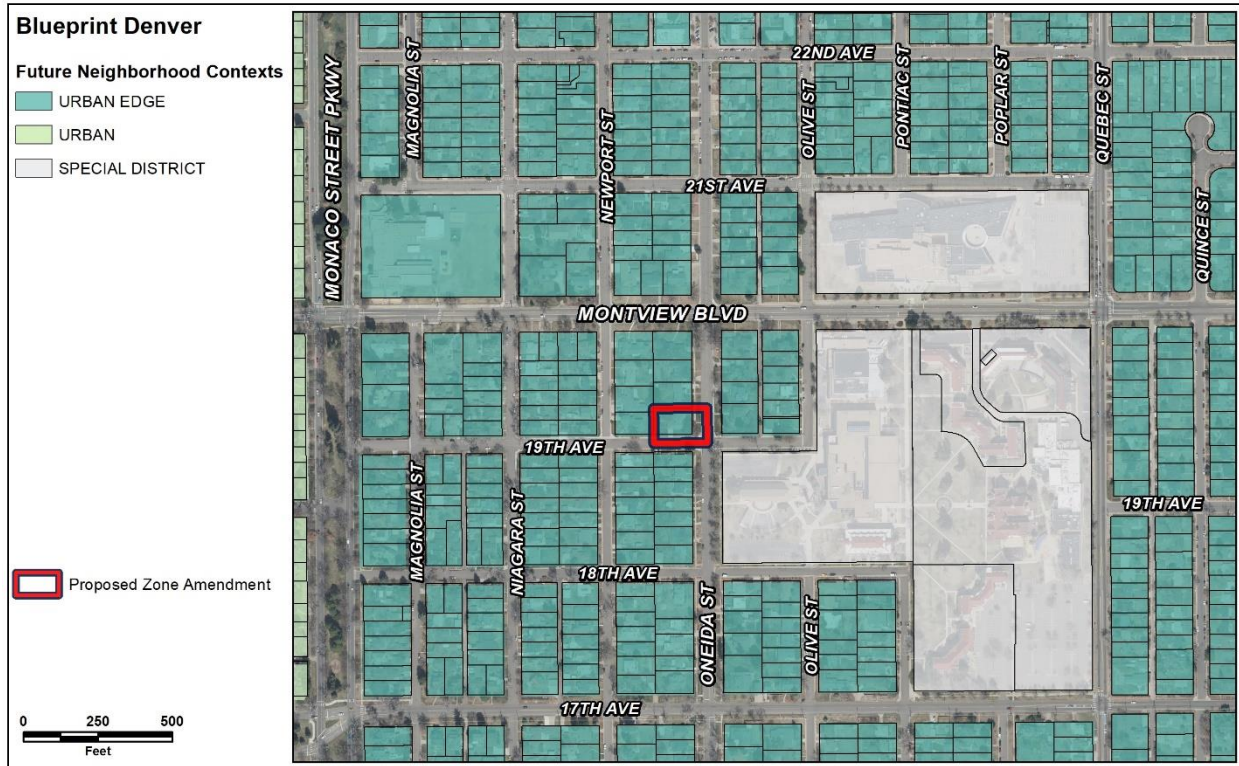 Blueprint Denver
Future Neighborhood Contexts
URBAN EDGE
URBAN
SPECIAL DISTRICT
Proposed Zone Amendment
0 250 500
Feet
MONACO STREET PKWY
MAGNOLIA ST
NEWPORT ST
22ND AVE
OLIVE ST
PONTIAC ST
POPLAR ST
QUEBEC ST
QUINCE ST
21ST AVE
MONTVIEW BLVD
19TH AVE
19TH AVE
MAGNOLIA ST
NIAGARA ST
18TH AVE
ONEIDA ST
OLIVE ST
17TH AVE